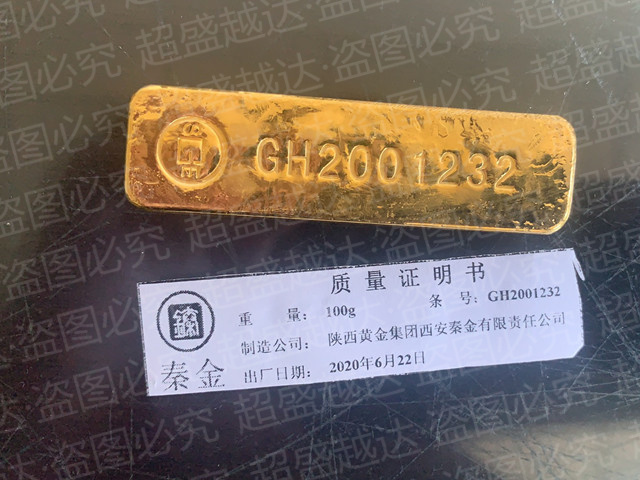 SGE
GH2001232
质量证明书
重量：100g 条号：GH2001232
制造公司：陕西黄金集团西安秦金有限责任公司
秦金 出厂日期：2020年6月22日
超盛越达·盗图必究